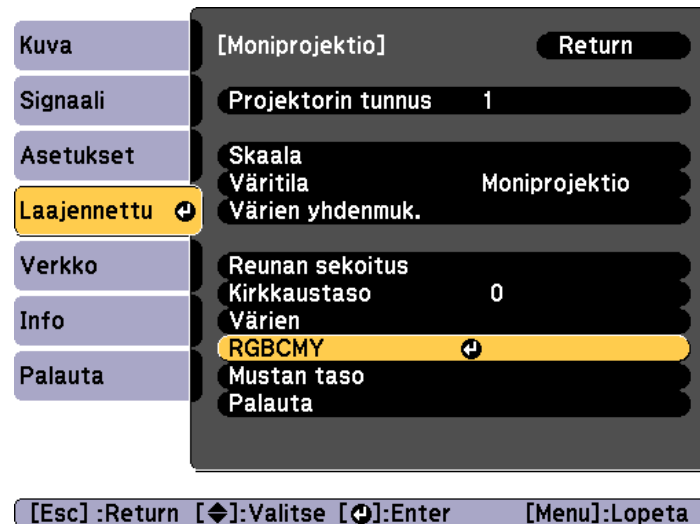 Kuva
Signaali
Asetukset
Laajennettu
Verkko
Info
Palauta
[Moniprojektio] Return
Projektorin tunnus 1
Skaala
Väritila Moniprojektio
Värien yhdenmuk.
Reunan sekoitus
Kirkkaustaso 0
Värien
RGBCMY
Mustan taso
Palauta
[Esc] :Return [◆]:Valitse [⏎]:Enter [Menu]:Lopeta